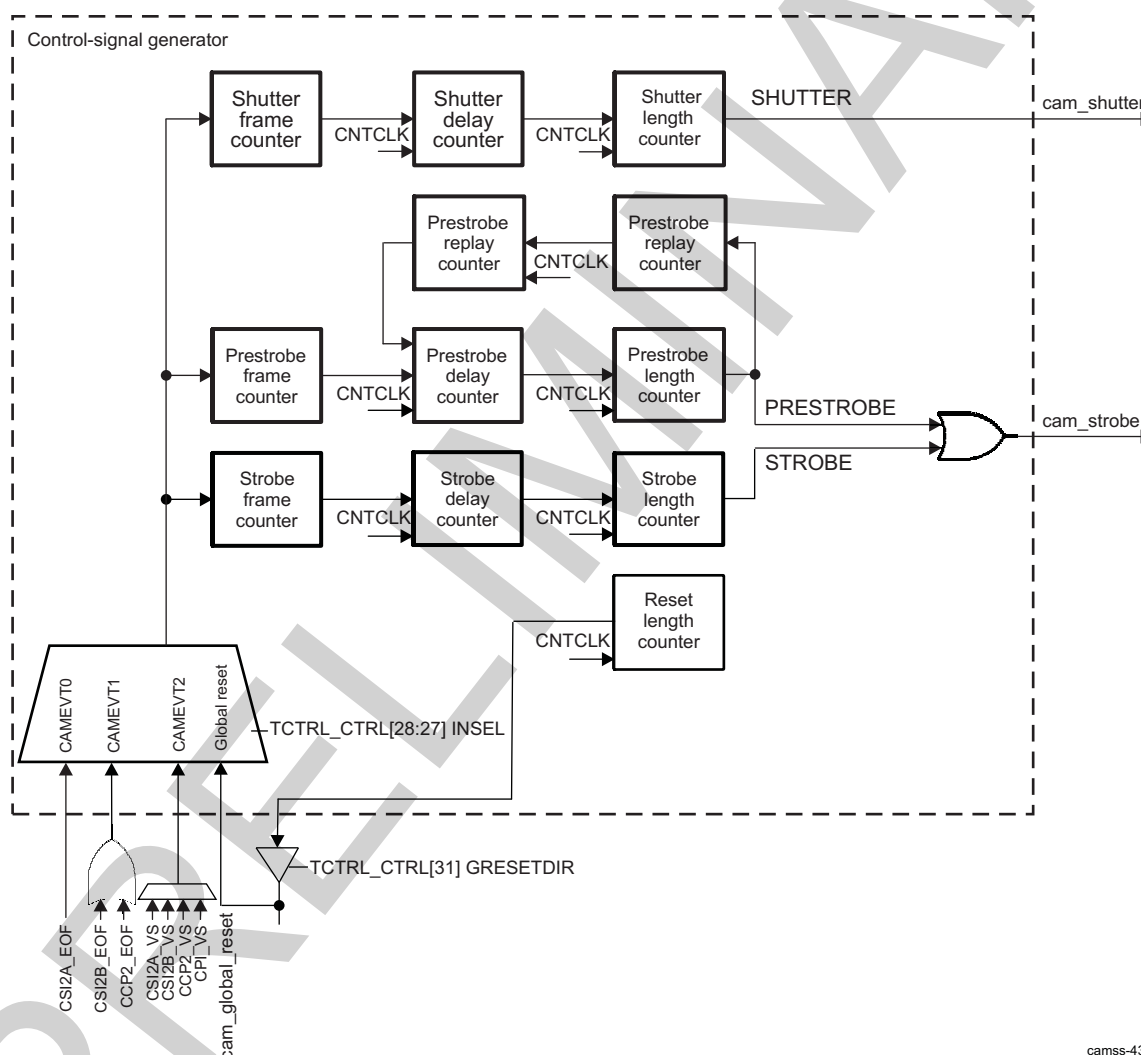 Control-signal generator
Shutter
frame
counter
CNTCLK
Shutter
delay
counter
CNTCLK
Shutter
length
counter
SHUTTER
cam_shutter
Prestrobe
replay
counter
CNTCLK
Prestrobe
replay
counter
Prestrobe
frame
counter
CNTCLK
Prestrobe
delay
counter
CNTCLK
Prestrobe
length
counter
PRESTROBE
cam_strobe
STROBE
Strobe
frame
counter
CNTCLK
Strobe
delay
counter
CNTCLK
Strobe
length
counter
CNTCLK
Reset
length
counter
CAMEVT0
CAMEVT1
CAMEVT2
Global reset
TCTRL_CTRL[28:27] INSEL
TCTRL_CTRL[31] GRESETDIR
CSI2A_EOF
CSI2B_EOF
CCP2_EOF
CSI2A_VS
CSI2B_VS
CCP2_VS
CPI_VS
cam_global_reset
camss-43
PRELIMINA